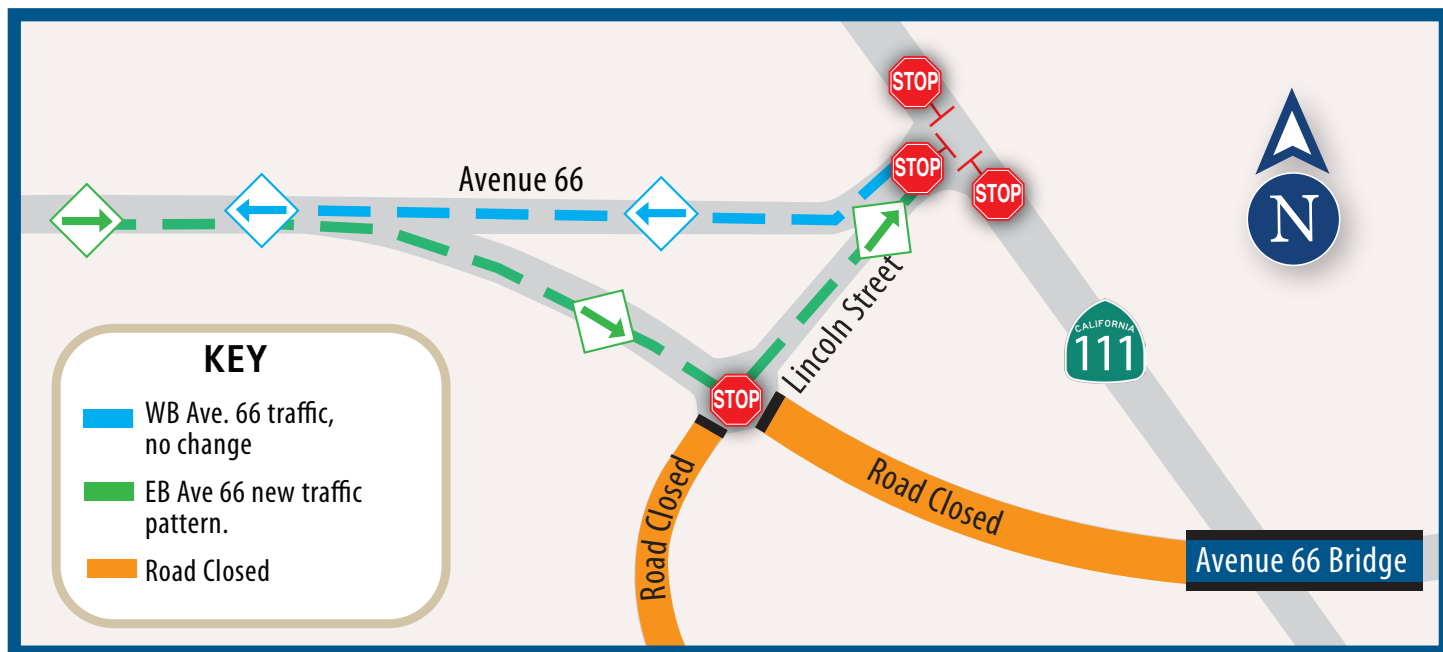 STOP
STOP
STOP
Avenue 66
N
Lincoln Street
CALIFORNIA
111
KEY
WB Ave. 66 traffic,
no change
EB Ave 66 new traffic
pattern.
Road Closed
STOP
Road Closed
Road Closed
Avenue 66 Bridge